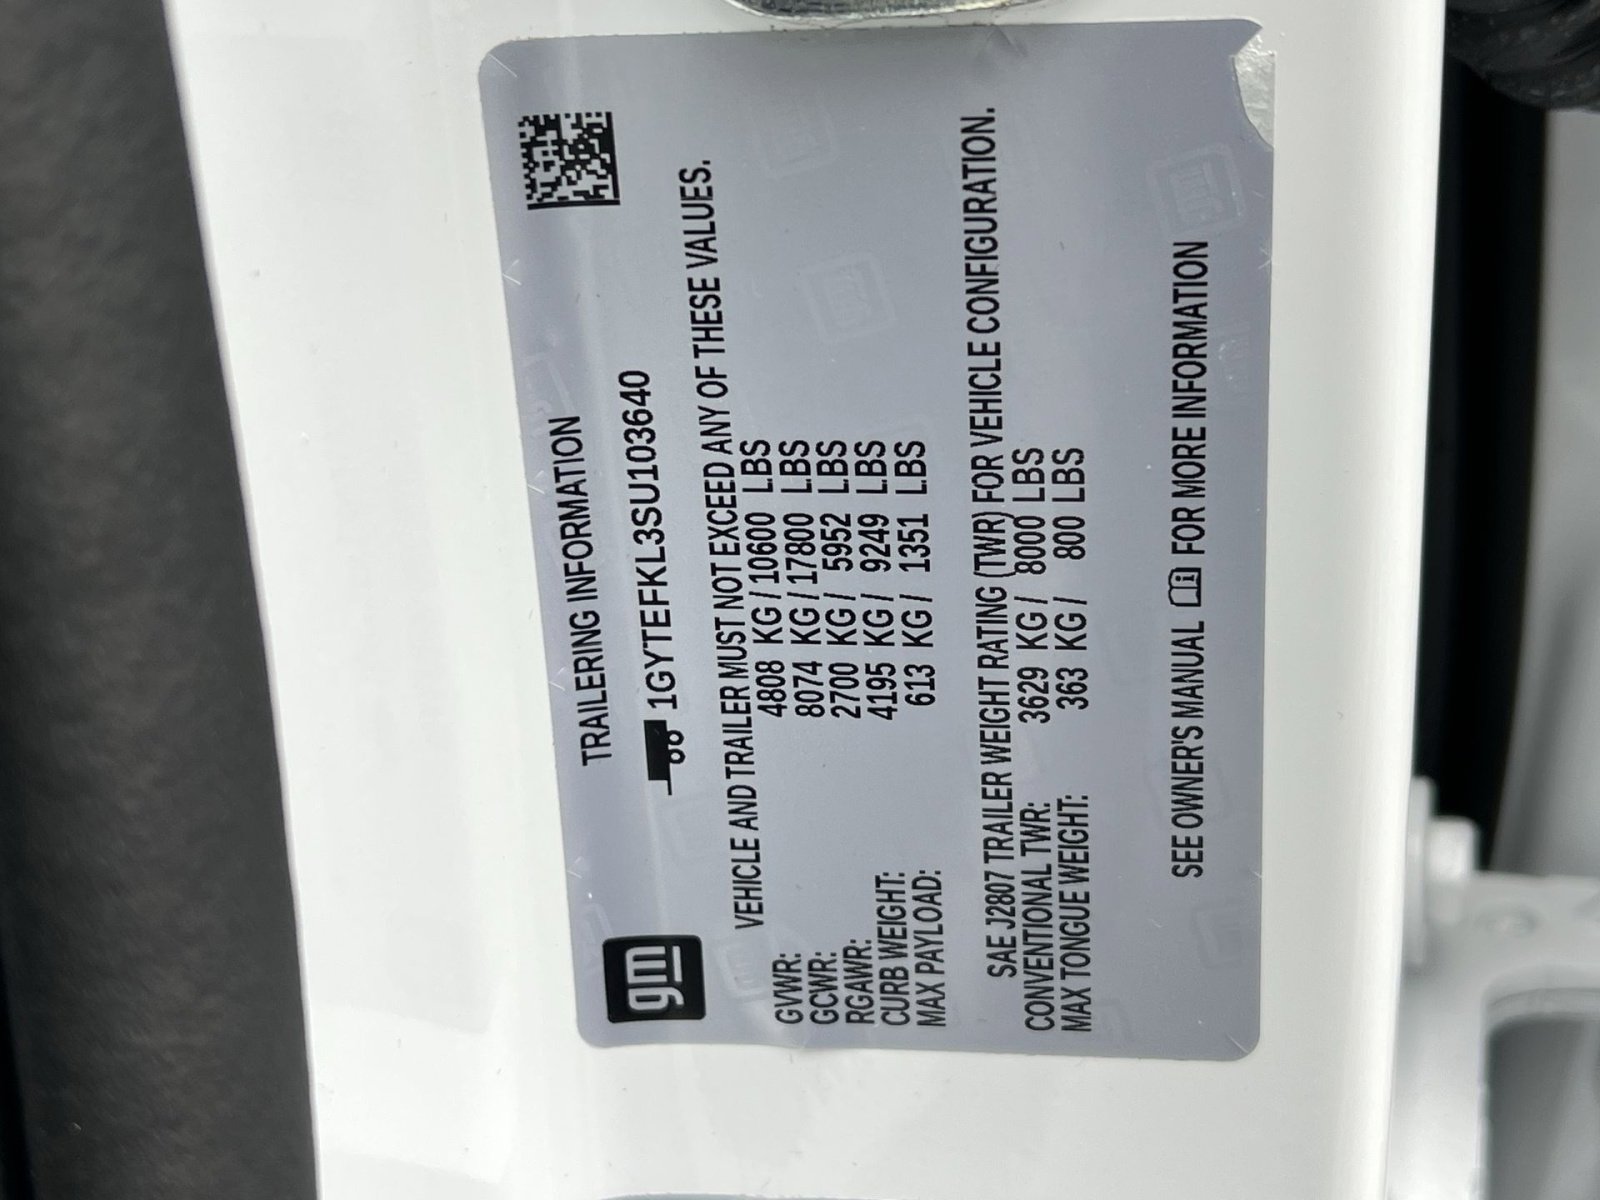 TRAILERING INFORMATION
1GYTEFKL3SU103640
gm
VEHICLE AND TRAILER MUST NOT EXCEED ANY OF THESE VALUES.
GVWR: 4808 KG / 10600 LBS
GCWR: 8074 KG / 17800 LBS
RGAWR: 2700 KG / 5952 LBS
CURB WEIGHT: 4195 KG / 9249 LBS
MAX PAYLOAD: 613 KG / 1351 LBS
SAE J2807 TRAILER WEIGHT RATING (TWR) FOR VEHICLE CONFIGURATION.
CONVENTIONAL TWR: 3629 KG / 8000 LBS
MAX TONGUE WEIGHT: 363 KG / 800 LBS
SEE OWNER'S MANUAL FOR MORE INFORMATION